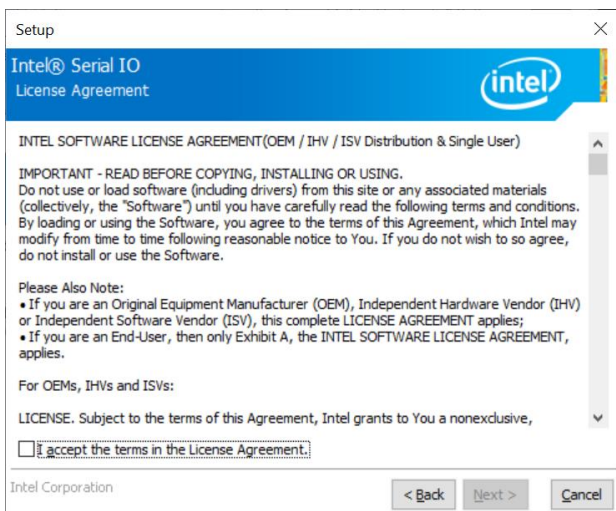 Setup
Intel® Serial IO
License Agreement
intel
INTEL SOFTWARE LICENSE AGREEMENT(OEM / IHV / ISV Distribution & Single User)
IMPORTANT - READ BEFORE COPYING, INSTALLING OR USING.
Do not use or load software (including drivers) from this site or any associated materials
(collectively, the "Software") until you have carefully read the following terms and conditions.
By loading or using the Software, you agree to the terms of this Agreement, which Intel may
modify from time to time following reasonable notice to You. If you do not wish to so agree,
do not install or use the Software.
Please Also Note:
• If you are an Original Equipment Manufacturer (OEM), Independent Hardware Vendor (IHV)
or Independent Software Vendor (ISV), this complete LICENSE AGREEMENT applies;
• If you are an End-User, then only Exhibit A, the INTEL SOFTWARE LICENSE AGREEMENT,
applies.
For OEMs, IHVs and ISVs:
LICENSE. Subject to the terms of this Agreement, Intel grants to You a nonexclusive,
I accept the terms in the License Agreement.
Intel Corporation
< Back
Next >
Cancel